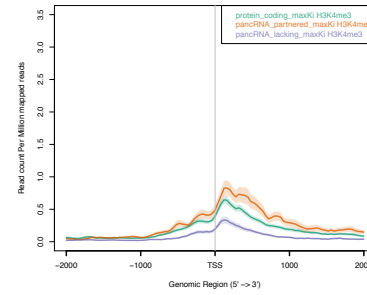 protein_coding_maxKi H3K4me3
pancRNA_partnered_maxKi H3K4me3
pancRNA_lacking_maxKi H3K4me3
Read count Per Million mapped reads
3.5
3.0
2.5
2.0
1.5
1.0
0.5
0.0
−2000 −1000 TSS 1000 200
Genomic Region (5' −> 3')